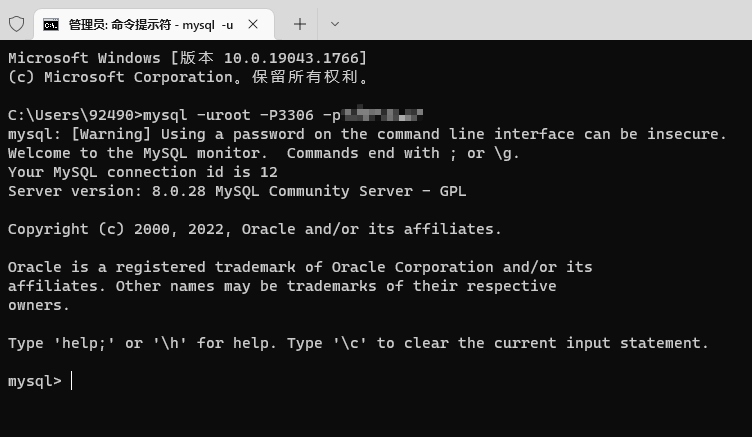 管理员: 命令提示符 - mysql -u
Microsoft Windows [版本 10.0.19043.1766]
(c) Microsoft Corporation。保留所有权利。
C:\Users\92490>mysql -uroot -P3306 -p
mysql: [Warning] Using a password on the command line interface can be insecure.
Welcome to the MySQL monitor.  Commands end with ; or \g.
Your MySQL connection id is 12
Server version: 8.0.28 MySQL Community Server - GPL
Copyright (c) 2000, 2022, Oracle and/or its affiliates.
Oracle is a registered trademark of Oracle Corporation and/or its
affiliates. Other names may be trademarks of their respective
owners.
Type 'help;' or '\h' for help. Type '\c' to clear the current input statement.
mysql>